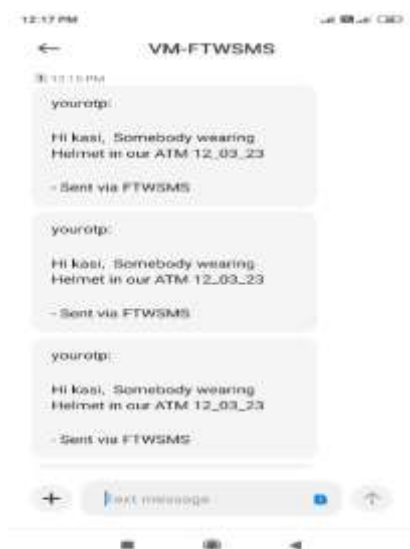 12:17 PM
VM-FTWSMS
12:15 PM
yourotp:
Hi kasi, Somebody wearing
Helmet in our ATM 12_03_23
- Sent via FTWSMS
yourotp:
Hi kasi, Somebody wearing
Helmet in our ATM 12_03_23
- Sent via FTWSMS
yourotp:
Hi kasi, Somebody wearing
Helmet in our ATM 12_03_23
- Sent via FTWSMS
Text message